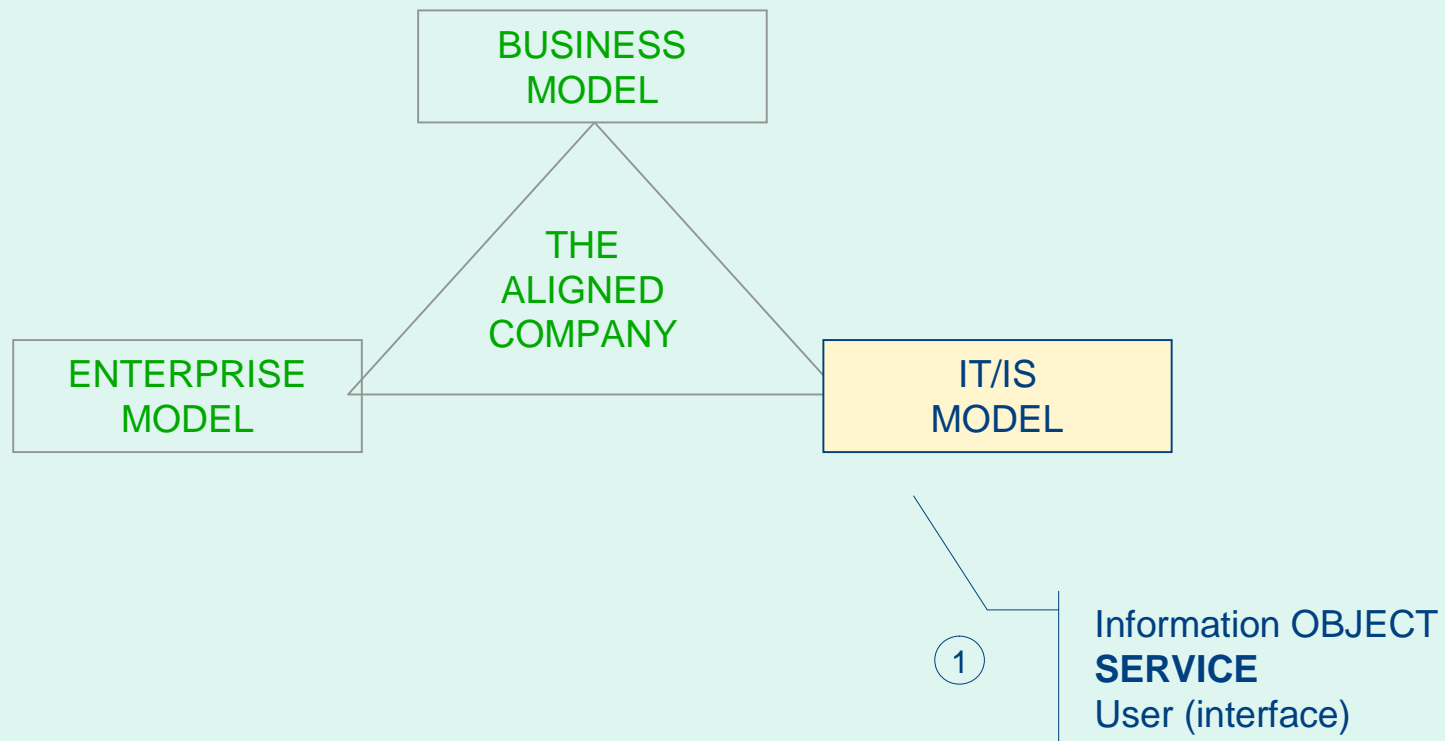 BUSINESS
MODEL
THE
ALIGNED
COMPANY
ENTERPRISE
MODEL
IT/IS
MODEL
1
Information OBJECT
SERVICE
User (interface)